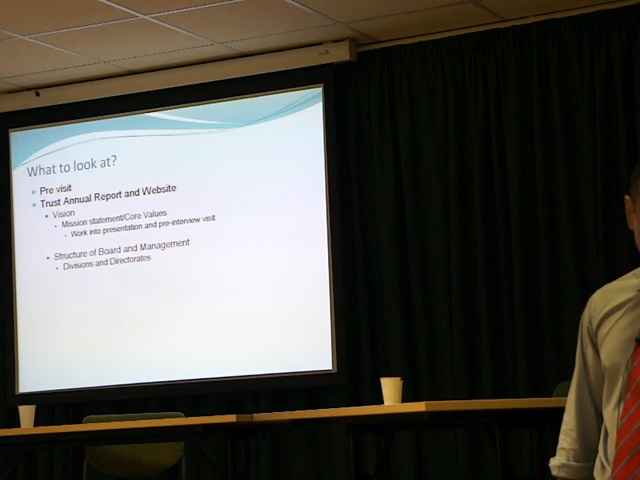 What to look at?
Pre visit
Trust Annual Report and Website
Vision
Mission statement/Core Values
Work into presentation and pre-interview visit
Structure of Board and Management
Divisions and Directorates